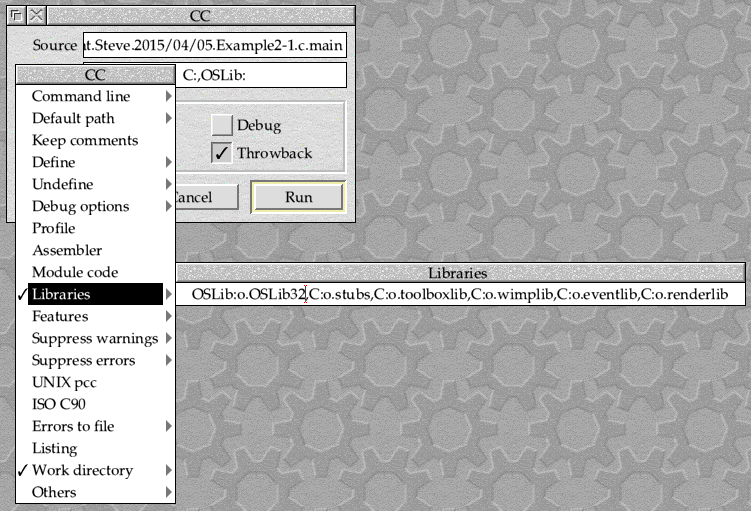 CC
Source ıt.Steve.2015/04/05.Example2-1.c.main
CC
C:,OSLib:
Command line
Default path
Debug
Keep comments
Throwback
Define
Undefine
Cancel
Run
Debug options
Profile
Assembler
Module code
Libraries
Libraries
OSLib:o.OSLib32,C:o.stubs,C:o.toolboxlib,C:o.wimplib,C:o.eventlib,C:o.renderlib
Features
Suppress warnings
Suppress errors
UNIX pcc
ISO C90
Errors to file
Listing
Work directory
Others